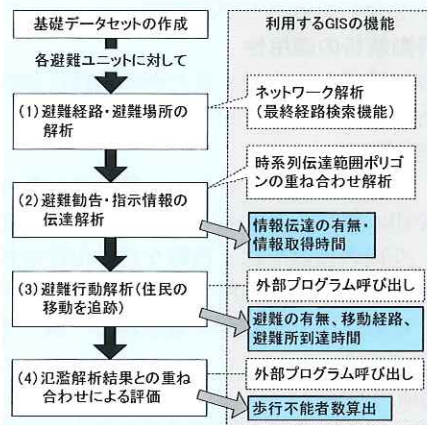 基礎データセットの作成
利用するGISの機能
各避難ユニットに対して
(1)避難経路・避難場所の
解析
ネットワーク解析
(最終経路検索機能)
時系列伝達範囲ポリゴ
ンの重ね合わせ解析
(2)避難勧告・指示情報の
伝達解析
情報伝達の有無・
情報取得時間
(3)避難行動解析(住民の
移動を追跡)
外部プログラム呼び出し
避難の有無、移動経路、
避難所到達時間
(4)氾濫解析結果との重ね
合わせによる評価
外部プログラム呼び出し
歩行不能者数算出